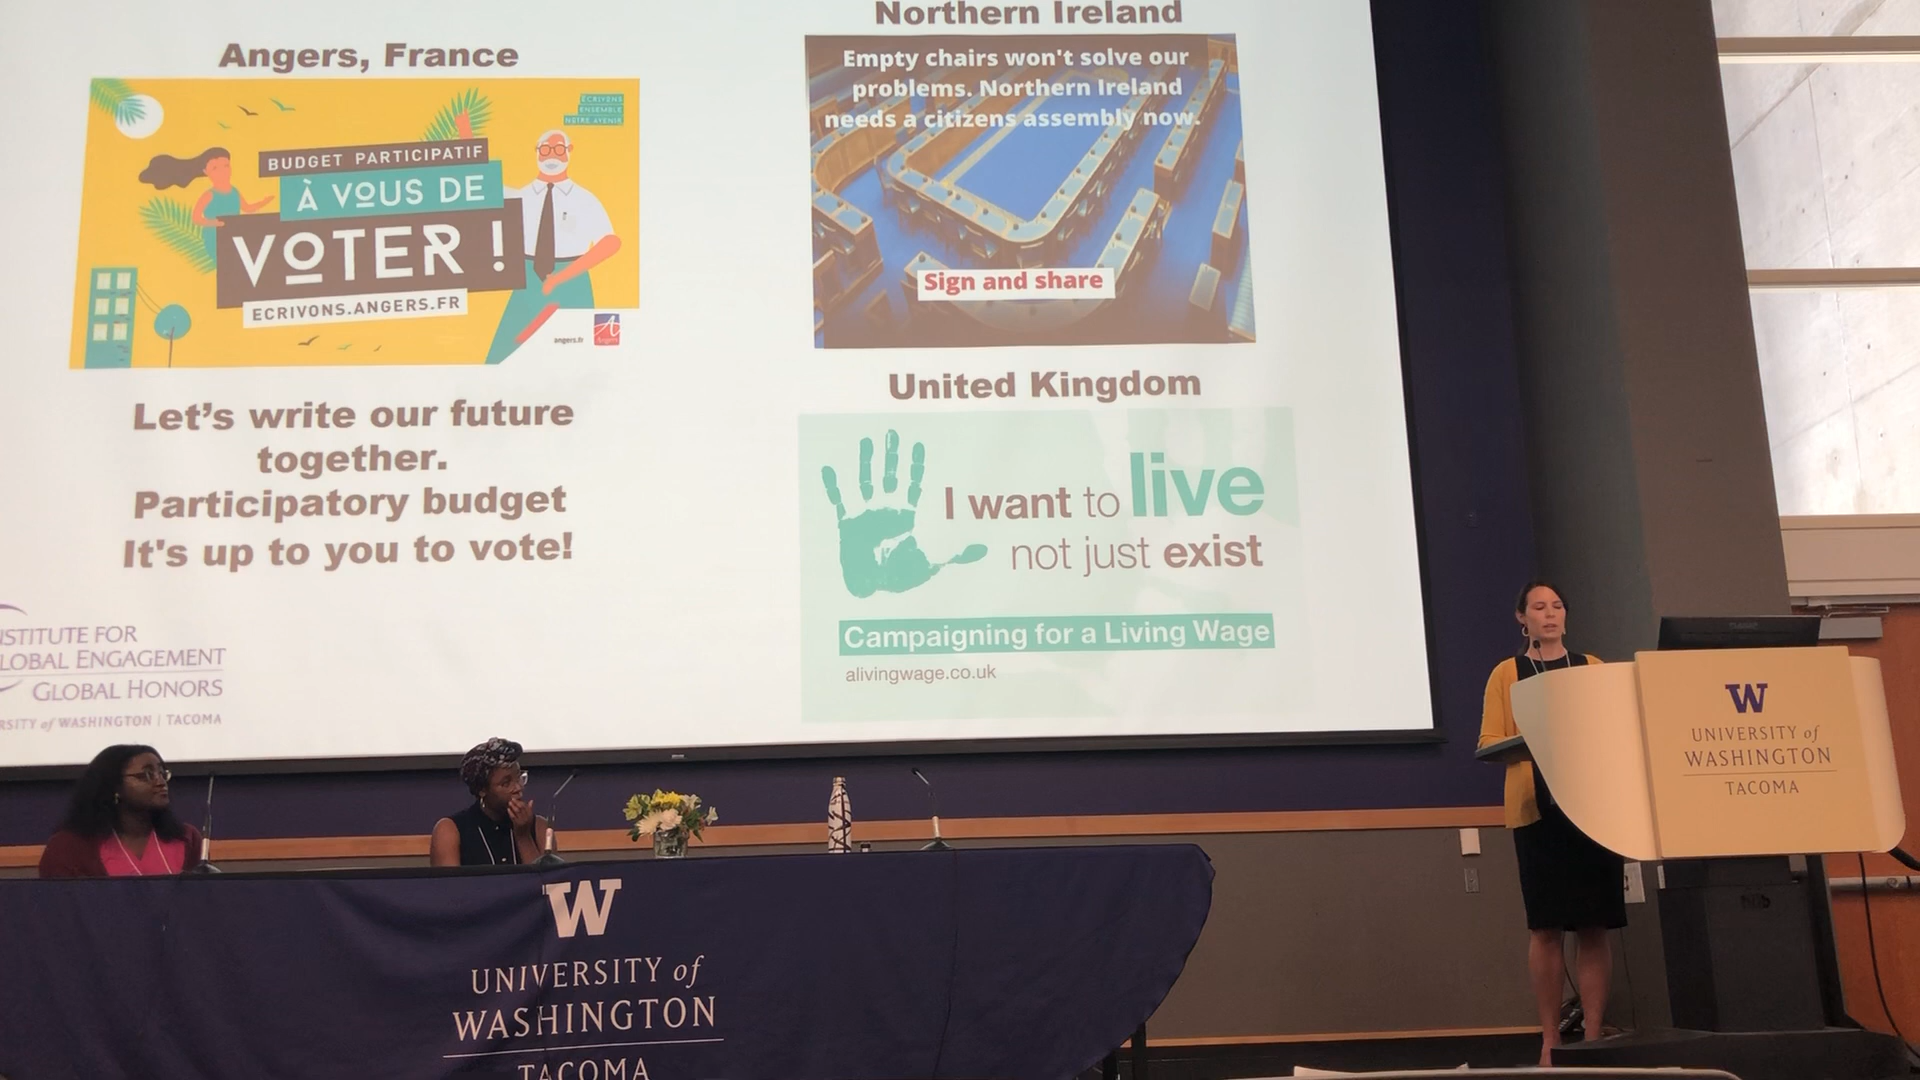 Angers, France
ECRIVONS
ENSEMBLE
NOTRE AVENIR
BUDGET PARTICIPATIF
À VOUS DE
VOTER !
ECRIVONS.ANGERS.FR
angers.fr
Angers
Let's write our future
together.
Participatory budget
It's up to you to vote!
NSTITUTE FOR
LOBAL ENGAGEMENT
GLOBAL HONORS
RSITY of WASHINGTON | TACOMA
Northern Ireland
Empty chairs won't solve our
problems. Northern Ireland
needs a citizens assembly now.
Sign and share
United Kingdom
I want to live
not just exist
Campaigning for a Living Wage
alivingwage.co.uk
W
UNIVERSITY of
WASHINGTON
TACOMA
W
UNIVERSITY of
WASHINGTON
TACOMA